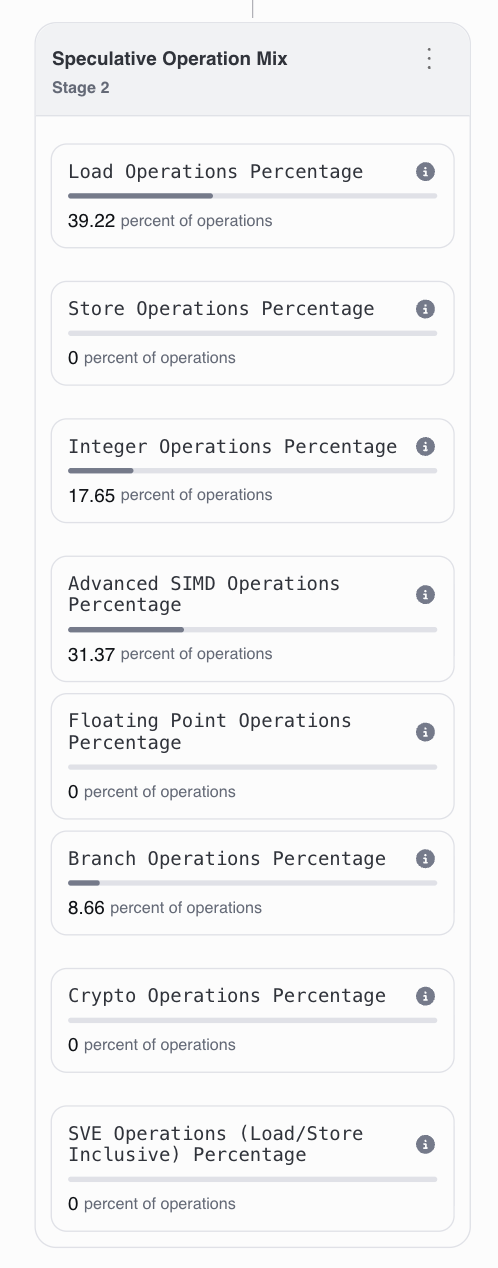 Speculative Operation Mix
Stage 2
Load Operations Percentage
39.22 percent of operations
Store Operations Percentage
0 percent of operations
Integer Operations Percentage
17.65 percent of operations
Advanced SIMD Operations
Percentage
31.37 percent of operations
Floating Point Operations
Percentage
0 percent of operations
Branch Operations Percentage
8.66 percent of operations
Crypto Operations Percentage
0 percent of operations
SVE Operations (Load/Store
Inclusive) Percentage
0 percent of operations